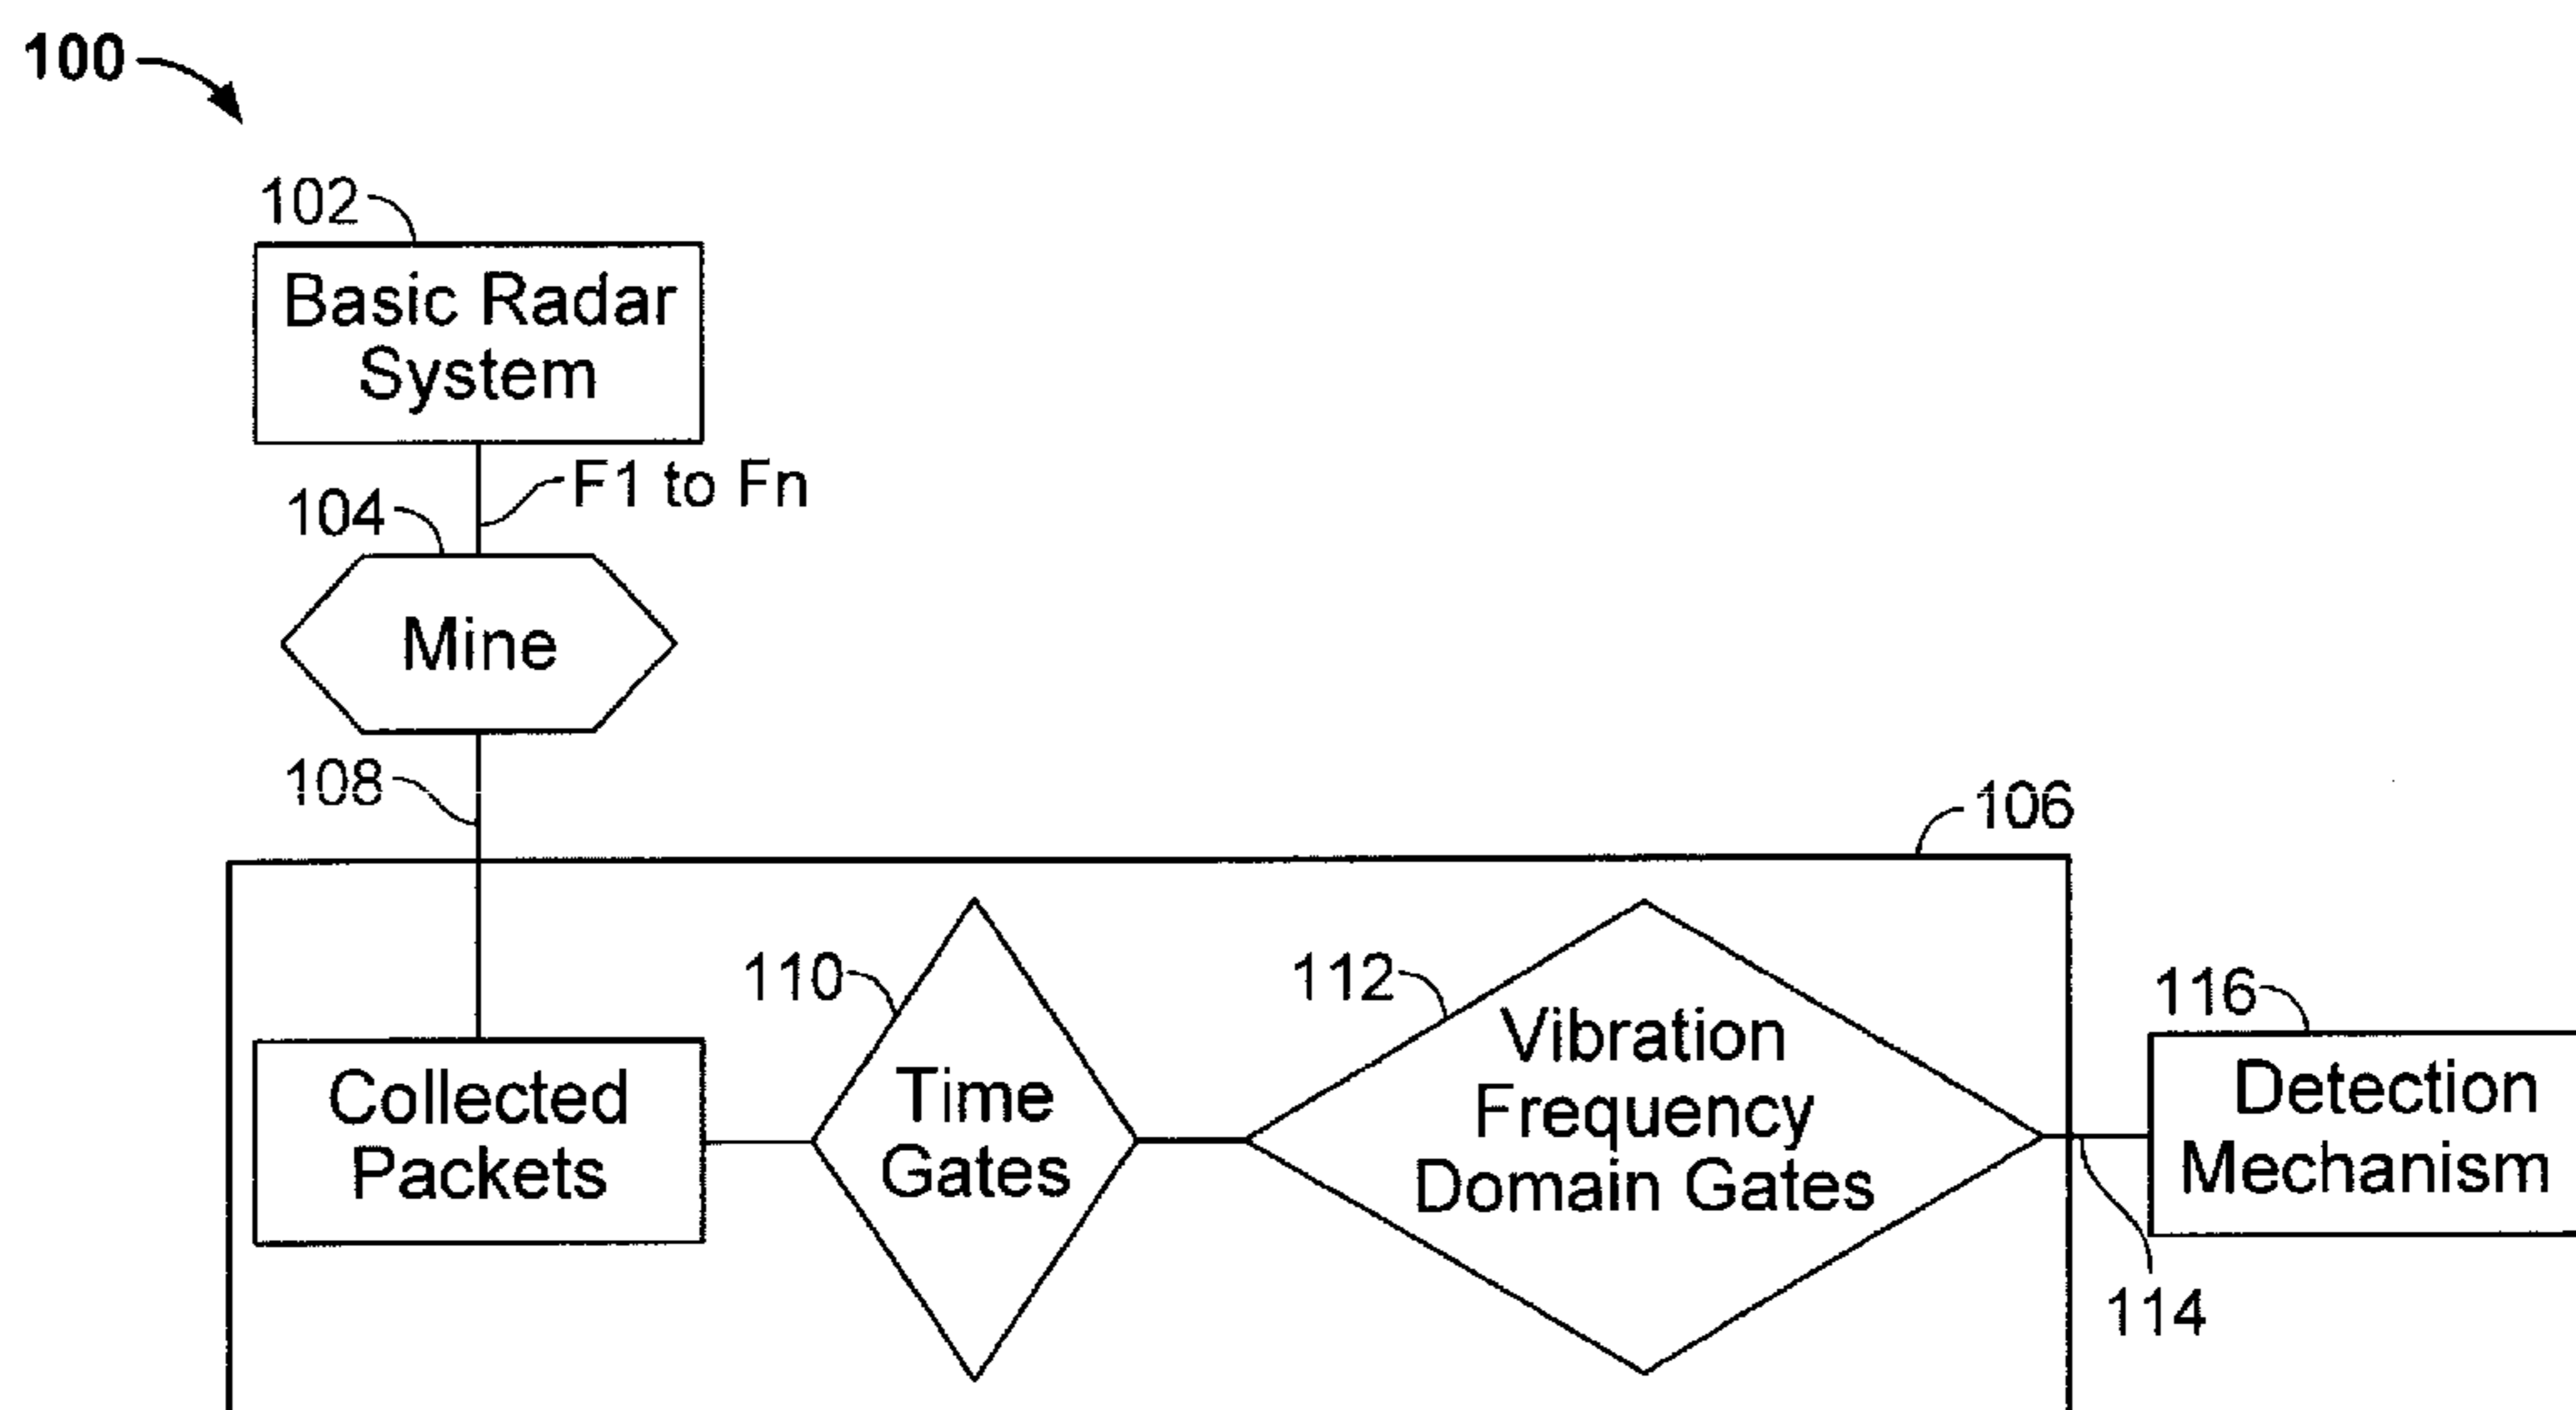 100
102
Basic Radar
System
F1 to Fn
104
Mine
108
106
110
112
116
Time
Gates
Vibration
Frequency
Domain Gates
Collected
Packets
Detection
Mechanism
114